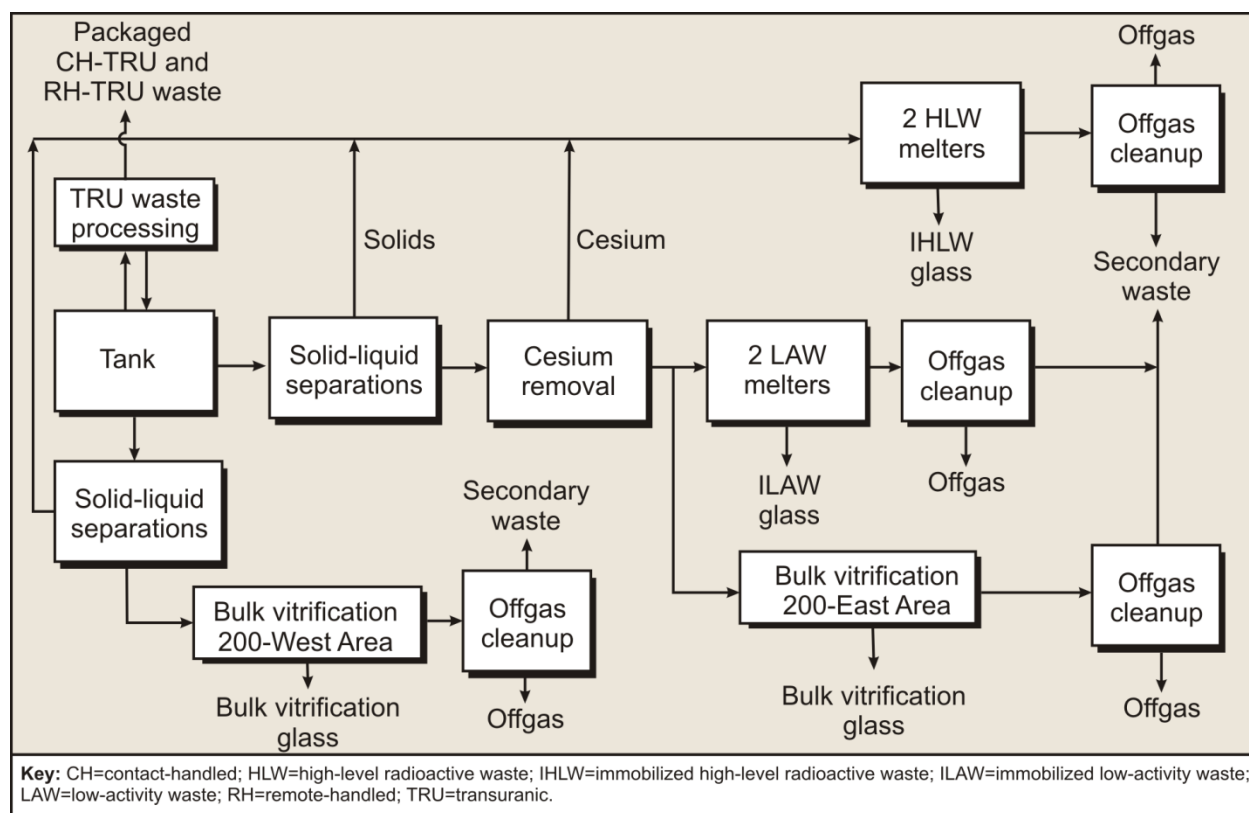 Packaged
CH-TRU and
RH-TRU waste
Offgas
2 HLW
melters
Offgas
cleanup
TRU waste
processing
Solids
Cesium
IHLW
glass
Secondary
waste
Tank
Solid-liquid
separations
Cesium
removal
2 LAW
melters
Offgas
cleanup
Solid-liquid
separations
Secondary
waste
ILAW
glass
Offgas
Bulk vitrification
200-West Area
Offgas
cleanup
Bulk vitrification
200-East Area
Offgas
cleanup
Bulk vitrification
glass
Offgas
Bulk vitrification
glass
Offgas
Key: CH=contact-handled; HLW=high-level radioactive waste; IHLW=immobilized high-level radioactive waste; ILAW=immobilized low-activity waste;
LAW=low-activity waste; RH=remote-handled; TRU=transuranic.